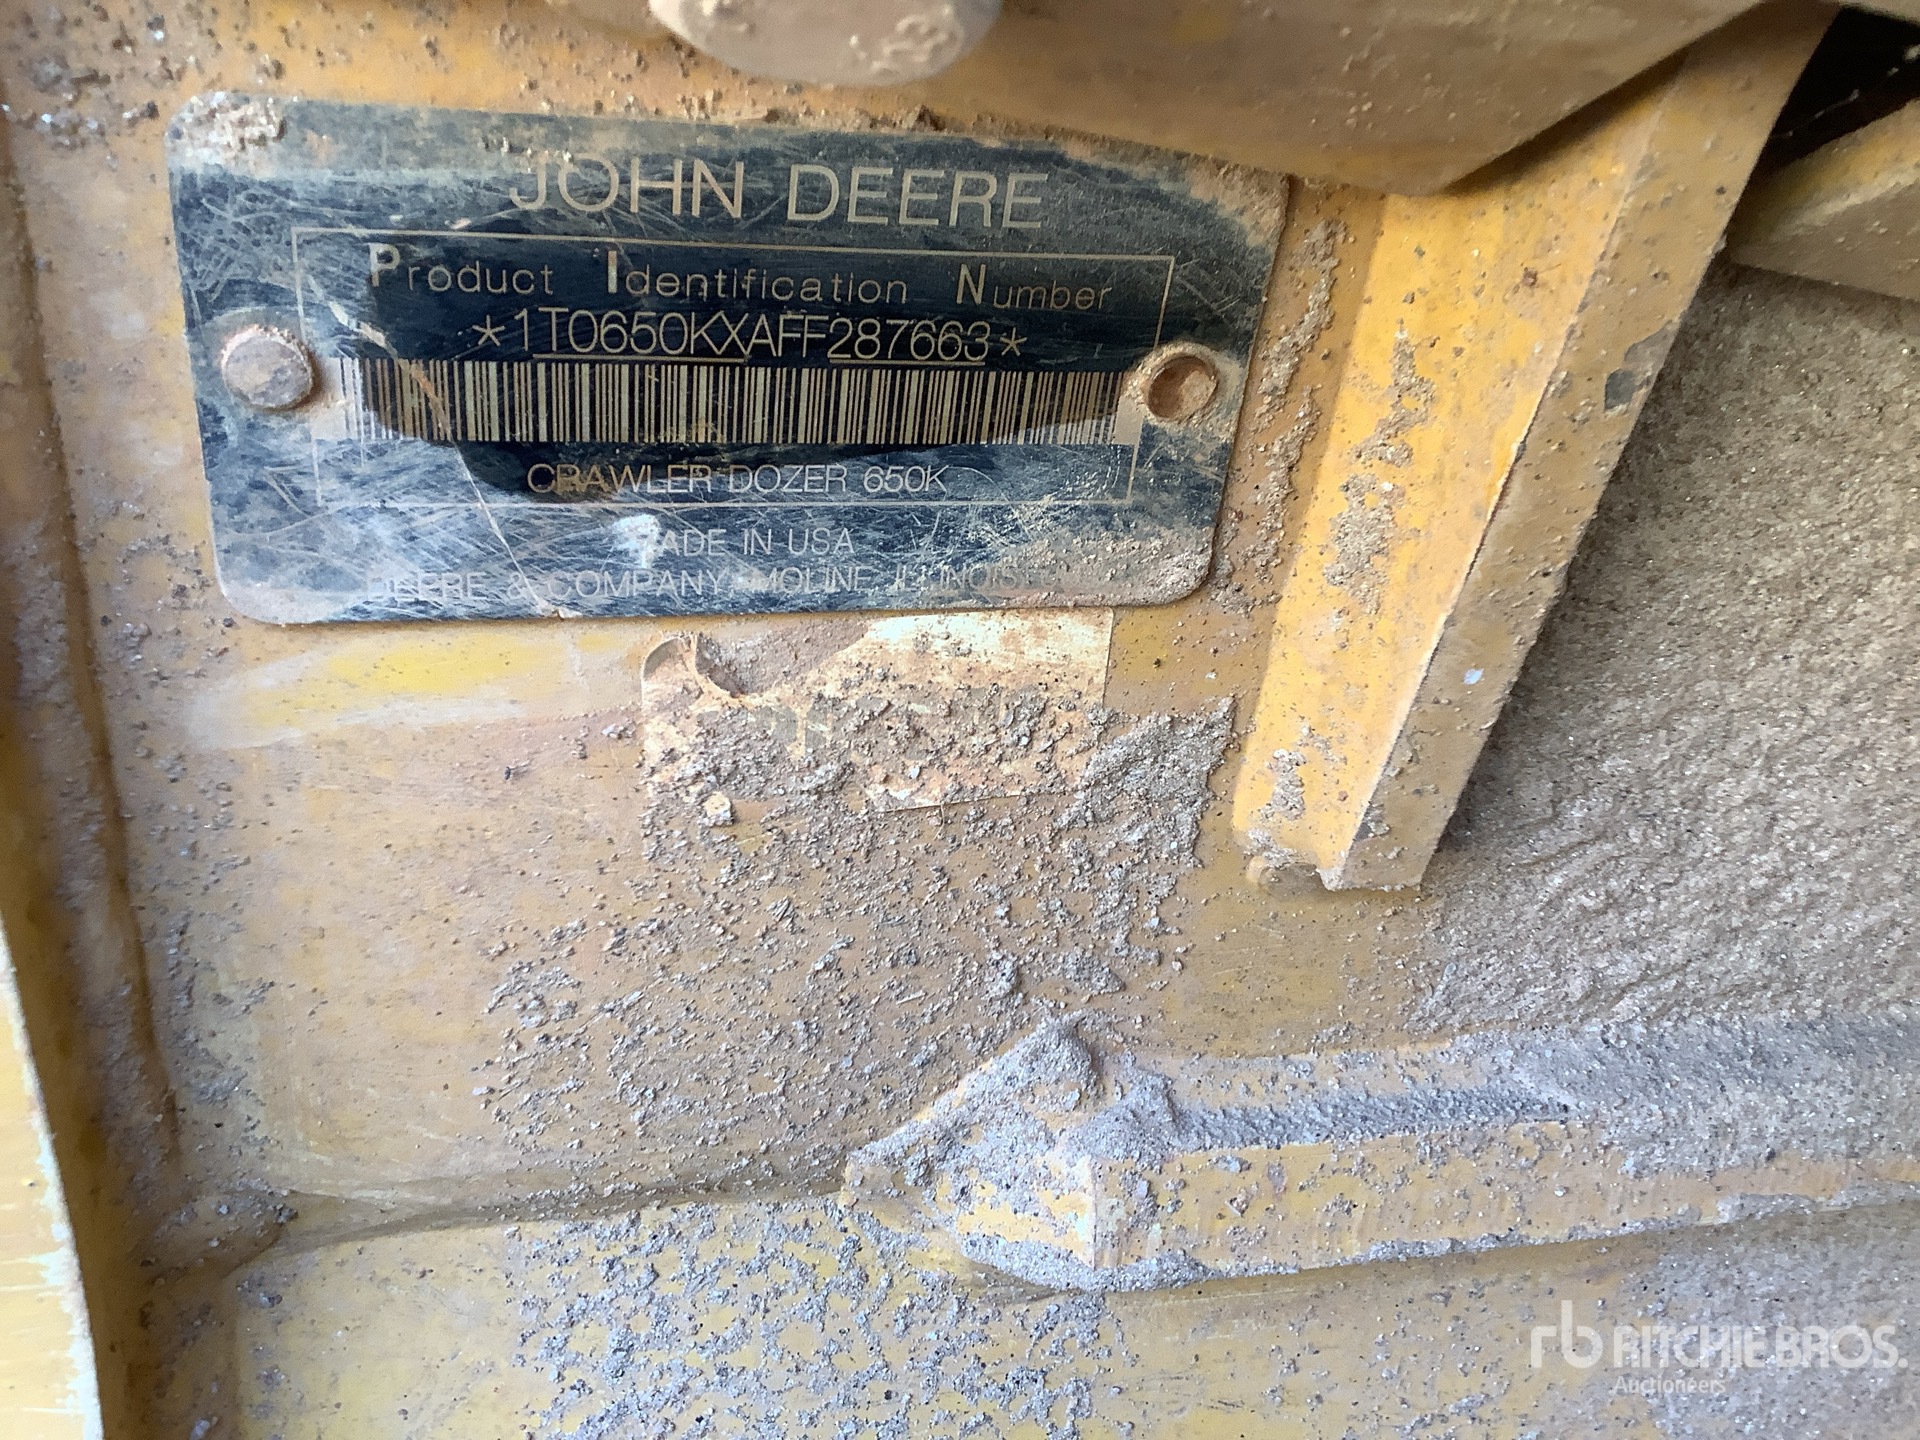 JOHN DEERE
Product Identification Number
*1T0650KXAFF287663*
CRAWLER DOZER 650K
MADE IN USA
DEERE & COMPANY, MOLINE, ILLINOIS
rb RITCHIE BROS.
Auctioneers